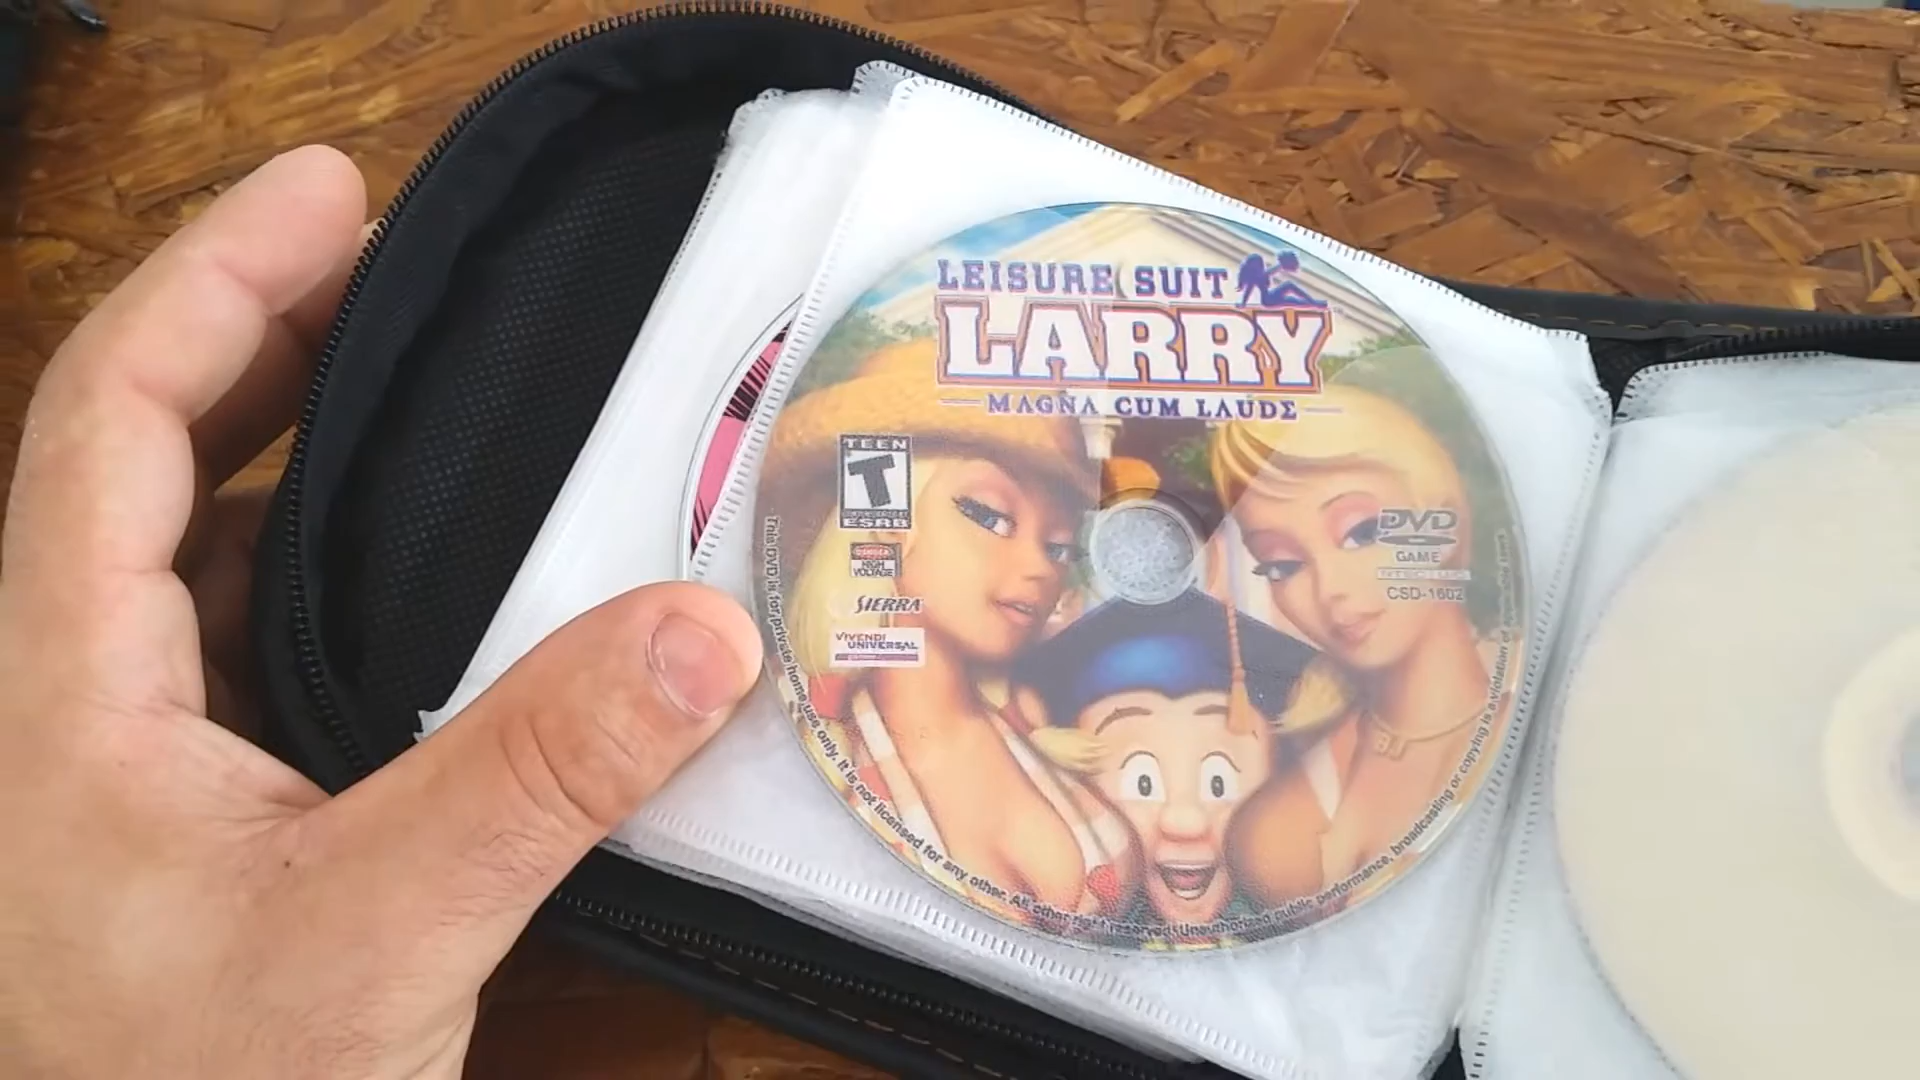 LEISURE SUIT
LARRY
MAGNA CUM LAUDE
TEEN
T
ESRB
DANGER
HIGH
VOLTAGE
SIERRA
VIVENDI
UNIVERSAL
DVD
GAME
CSD-1602
This DVD is for private home use only. It is not licensed for any other. All other right reserved. Unauthorized public performance, broadcasting or copying is a violation of